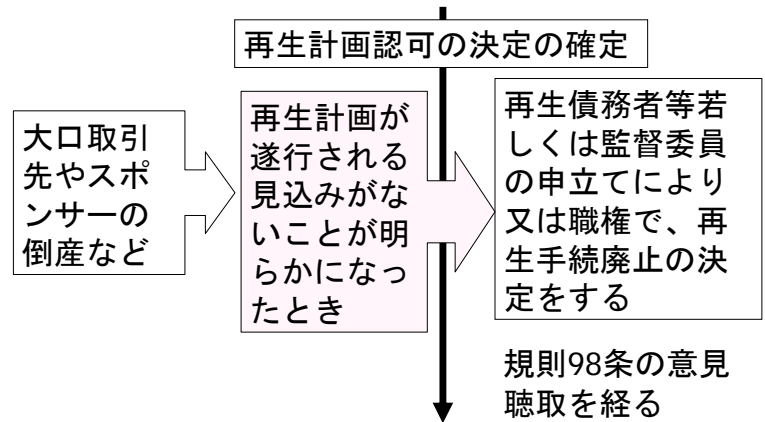 再生計画認可の決定の確定
大口取引
先やスポ
ンサーの
倒産など
再生計画が
遂行される
見込みがな
いことが明
らかになっ
たとき
再生債務者等若
しくは監督委員
の申立てにより
又は職権で、再
生手続廃止の決
定をする
規則98条の意見
聴取を経る